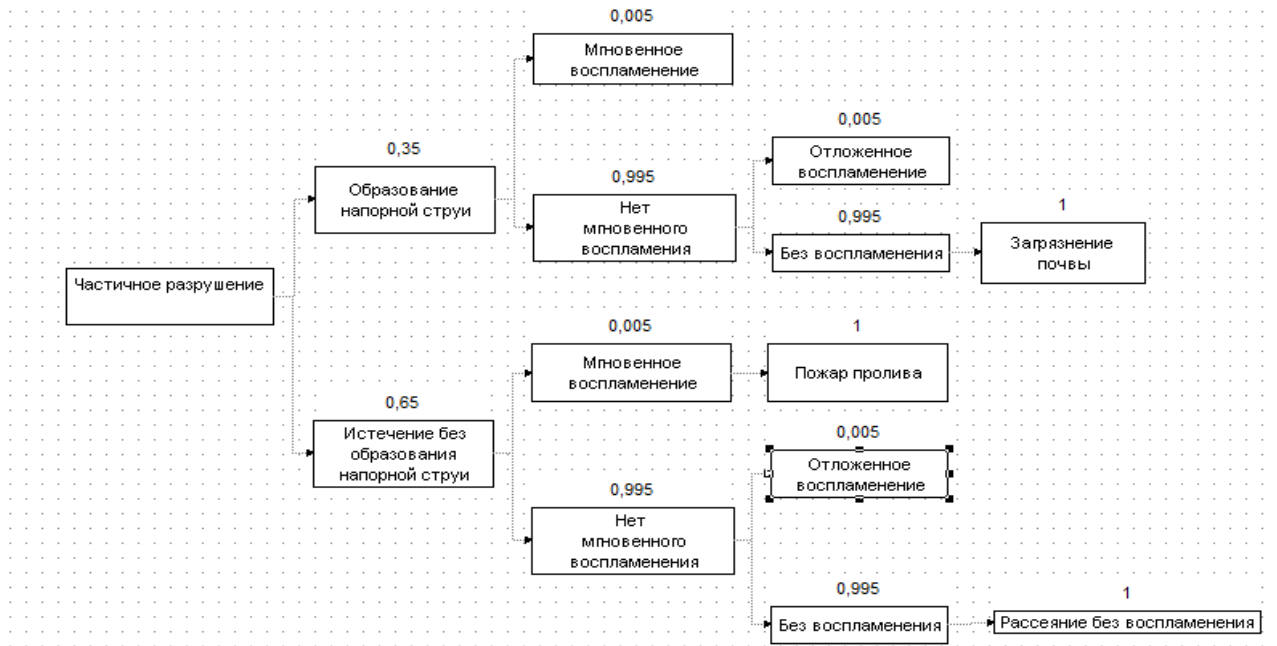 0,005
Мгновенное
воспламенение
0,35
Образование
напорной струи
0,995
Нет
мгновенного
воспламения
0,005
Отложенное
воспламенение
0,995
Без воспламенения
1
Загрязнение
почвы
Частичное разрушение
0,005
Мгновенное
воспламенение
1
Пожар пролива
0,65
Истечение без
образования
напорной струи
0,995
Нет
мгновенного
воспламенения
0,005
Отложенное
воспламенение
0,995
Без воспламенения
1
Рассеяние без воспламенения